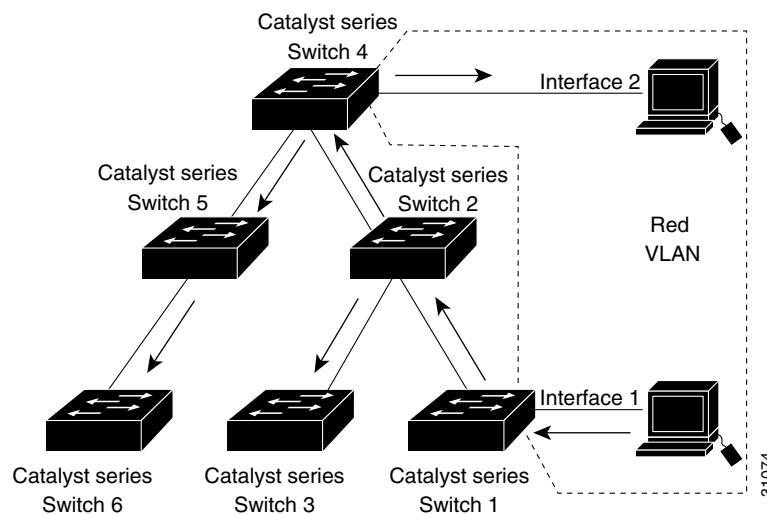 Catalyst series
Switch 4
Interface 2
Catalyst series
Switch 5
Catalyst series
Switch 2
Red
VLAN
Interface 1
Catalyst series
Switch 6
Catalyst series
Switch 3
Catalyst series
Switch 1
31074